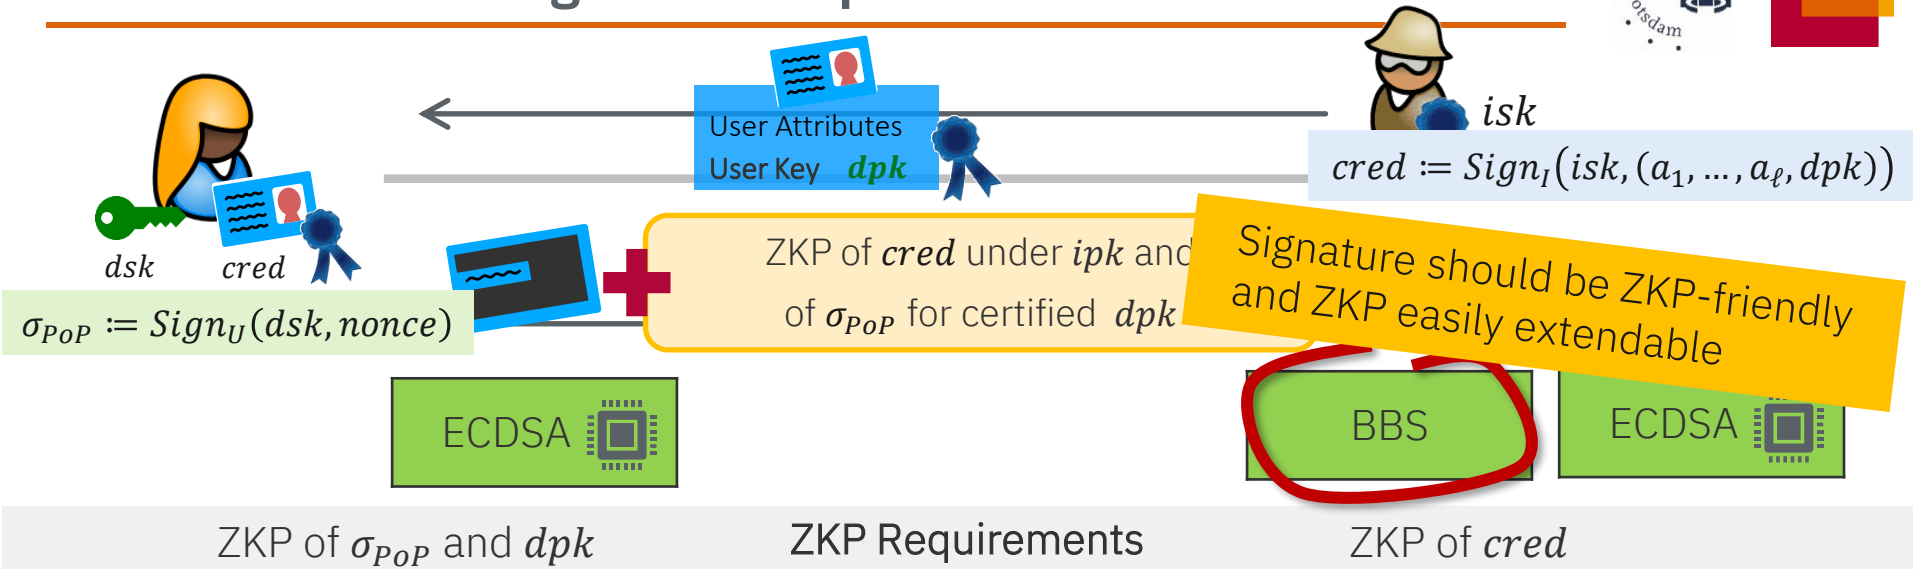 otsdam
User Attributes
User Key dpk
isk
cred ≔ Sign_I(isk, (a_1, …, a_ℓ, dpk))
dsk cred
σ_PoP ≔ Sign_U(dsk, nonce)
ZKP of cred under ipk and
of σ_PoP for certified dpk
Signature should be ZKP-friendly
and ZKP easily extendable
ECDSA
BBS
ECDSA
ZKP of σ_PoP and dpk
ZKP Requirements
ZKP of cred